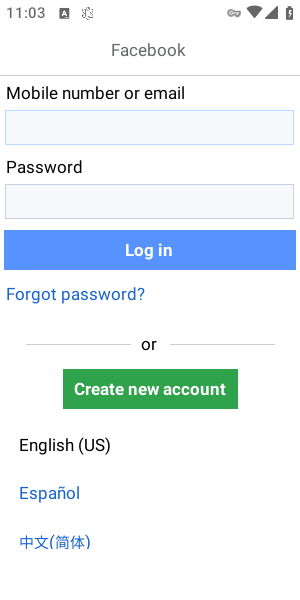 11:03
Facebook
Mobile number or email
Password
Log in
Forgot password?
or
Create new account
English (US)
Español
中文(简体)